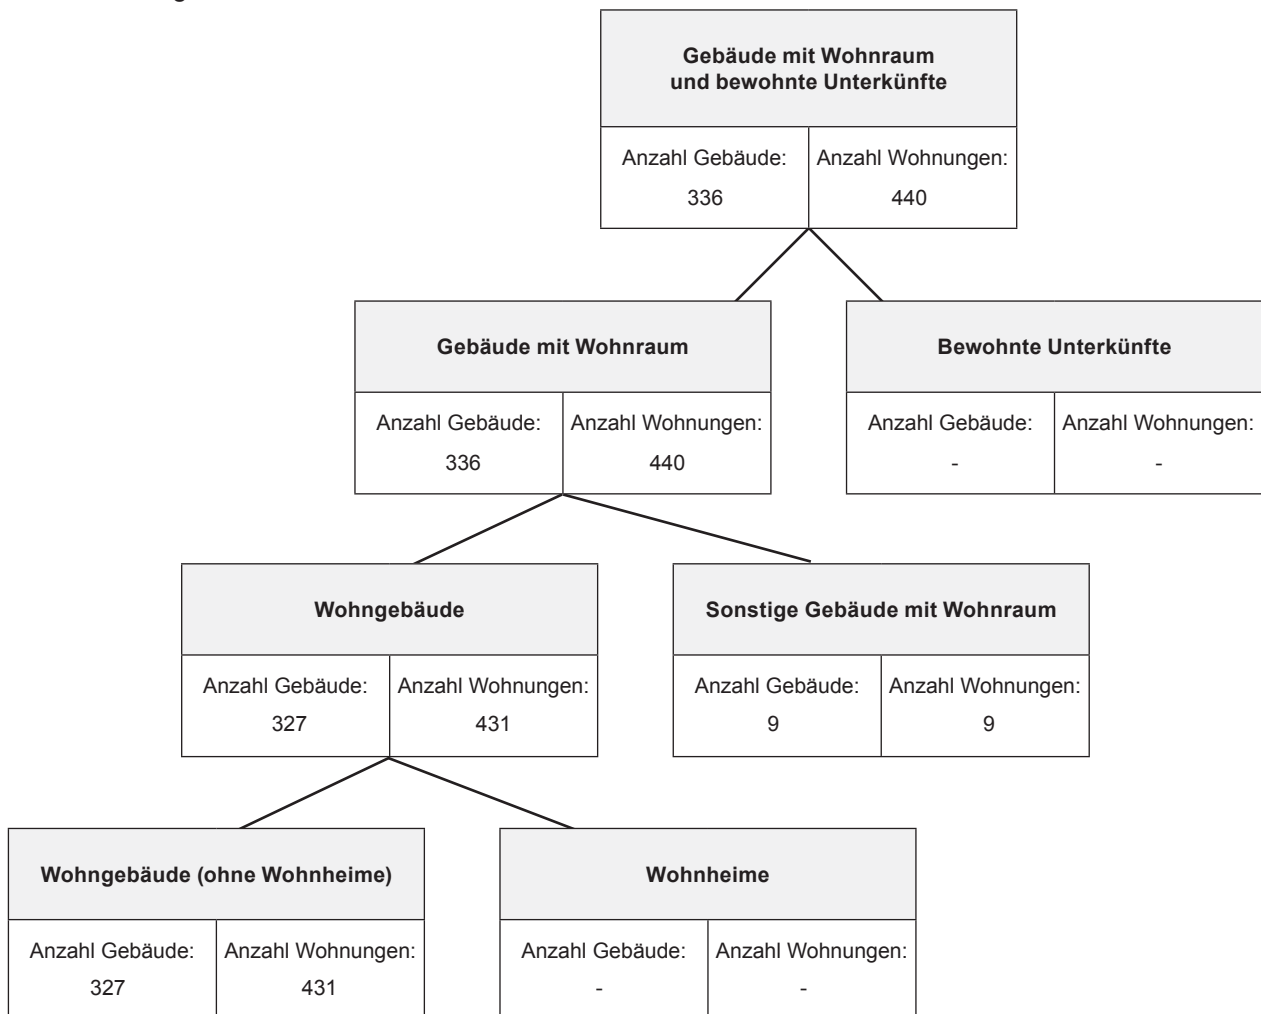 Gebäude mit Wohnraum
und bewohnte Unterkünfte
Anzahl Gebäude: Anzahl Wohnungen:
336 440
Gebäude mit Wohnraum
Anzahl Gebäude: Anzahl Wohnungen:
336 440
Bewohnte Unterkünfte
Anzahl Gebäude: Anzahl Wohnungen:
- -
Wohngebäude
Anzahl Gebäude: Anzahl Wohnungen:
327 431
Sonstige Gebäude mit Wohnraum
Anzahl Gebäude: Anzahl Wohnungen:
9 9
Wohngebäude (ohne Wohnheime)
Anzahl Gebäude: Anzahl Wohnungen:
327 431
Wohnheime
Anzahl Gebäude: Anzahl Wohnungen:
- -